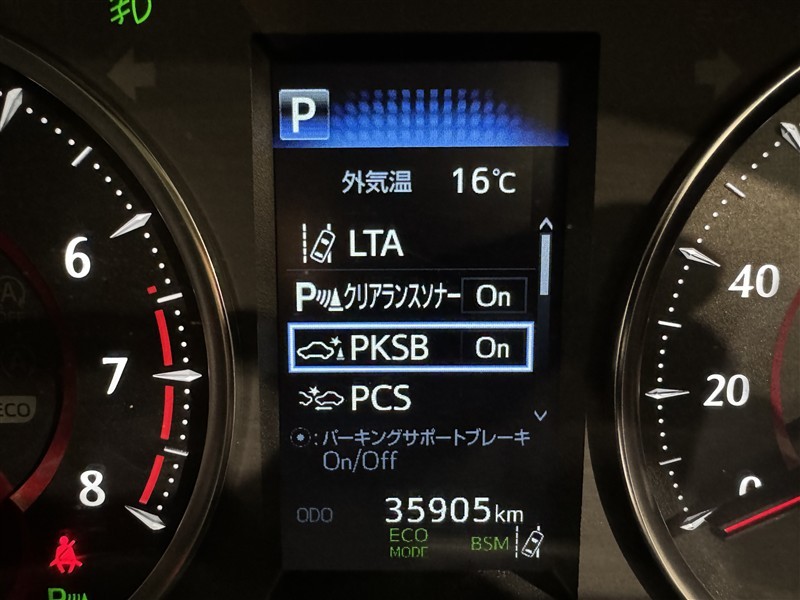 P
外気温 16℃
LTA
Pクリアランスソナー On
PKSB On
PCS
:パーキングサポートブレーキ
On/Off
ODO 35905km
ECO
MODE
BSM
6
7
8
ECO
P
40
20
0